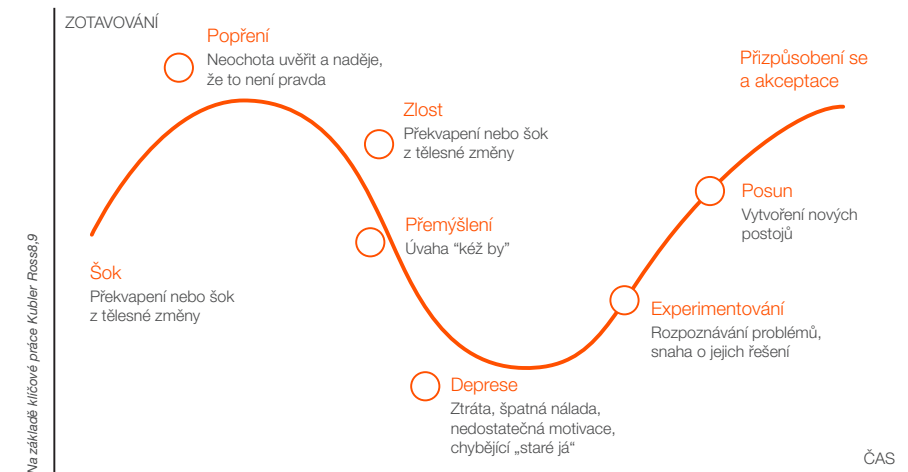 ZOTAVOVÁNÍ
Popření
Neochota uvěřit a naděje,
že to není pravda
Zlost
Překvapení nebo šok
z tělesné změny
Přizpůsobení se
a akceptace
Přemýšlení
Úvaha “kéž by”
Posun
Vytvoření nových
postojů
Šok
Překvapení nebo šok
z tělesné změny
Experimentování
Rozpoznávání problémů,
snaha o jejich řešení
Deprese
Ztráta, špatná nálada,
nedostatečná motivace,
chybějící „staré já“
ČAS
Na základě klíčové práce Kubler Ross8,9